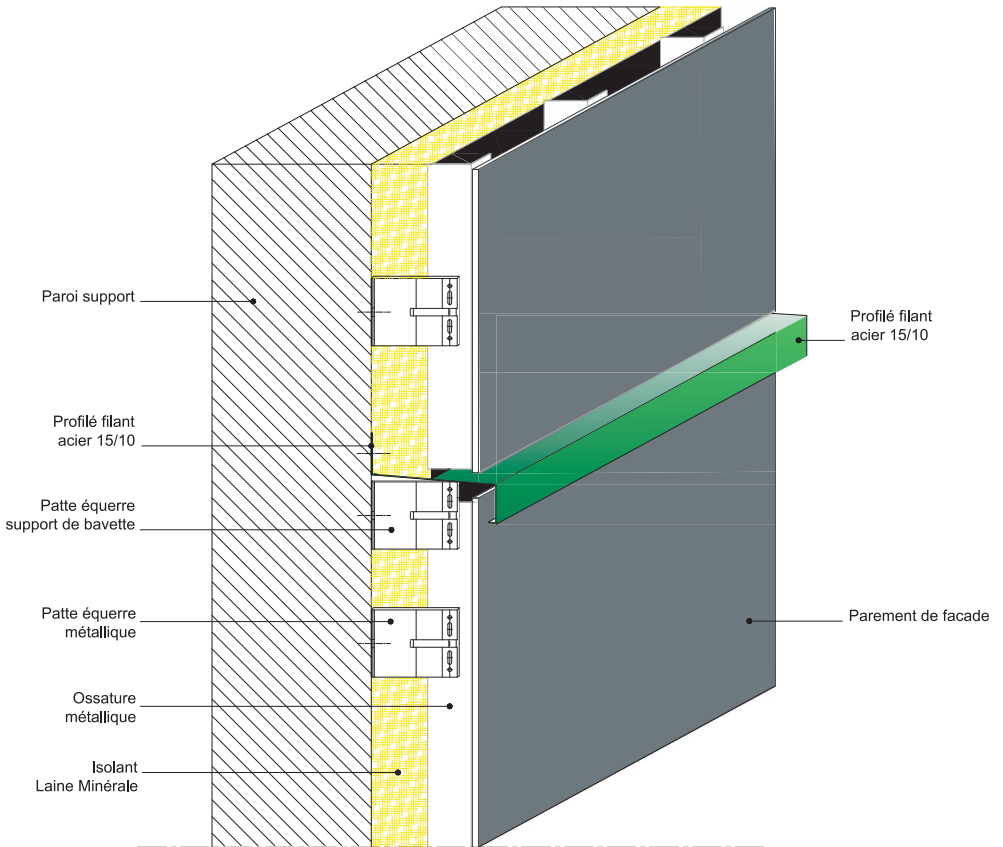 Paroi support
Profilé filant
acier 15/10
Profilé filant
acier 15/10
Patte équerre
support de bavette
Patte équerre
métallique
Parement de facade
Ossature
métallique
Isolant
Laine Minérale